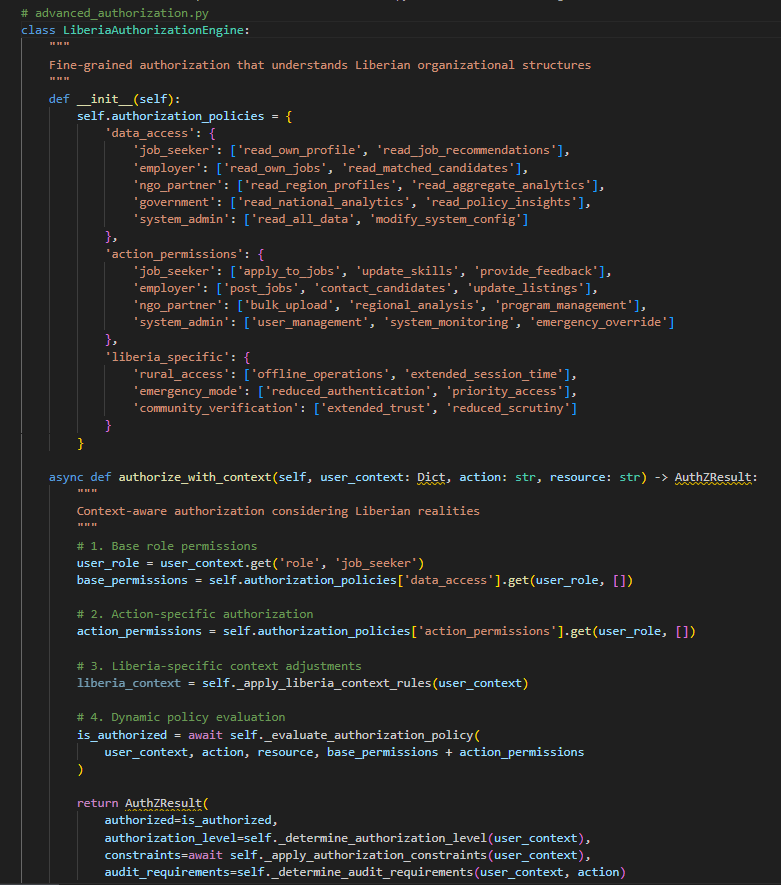 # advanced_authorization.py
class LiberiaAuthorizationEngine:
    """
    Fine-grained authorization that understands Liberian organizational structures
    """
    def __init__(self):
        self.authorization_policies = {
            'data_access': {
                'job_seeker': ['read_own_profile', 'read_job_recommendations'],
                'employer': ['read_own_jobs', 'read_matched_candidates'],
                'ngo_partner': ['read_region_profiles', 'read_aggregate_analytics'],
                'government': ['read_national_analytics', 'read_policy_insights'],
                'system_admin': ['read_all_data', 'modify_system_config']
            },
            'action_permissions': {
                'job_seeker': ['apply_to_jobs', 'update_skills', 'provide_feedback'],
                'employer': ['post_jobs', 'contact_candidates', 'update_listings'],
                'ngo_partner': ['bulk_upload', 'regional_analysis', 'program_management'],
                'system_admin': ['user_management', 'system_monitoring', 'emergency_override']
            },
            'liberia_specific': {
                'rural_access': ['offline_operations', 'extended_session_time'],
                'emergency_mode': ['reduced_authentication', 'priority_access'],
                'community_verification': ['extended_trust', 'reduced_scrutiny']
            }
        }
    async def authorize_with_context(self, user_context: Dict, action: str, resource: str) -> AuthZResult:
        """
        Context-aware authorization considering Liberian realities
        """
        # 1. Base role permissions
        user_role = user_context.get('role', 'job_seeker')
        base_permissions = self.authorization_policies['data_access'].get(user_role, [])
        # 2. Action-specific authorization
        action_permissions = self.authorization_policies['action_permissions'].get(user_role, [])
        # 3. Liberia-specific context adjustments
        liberia_context = self._apply_liberia_context_rules(user_context)
        # 4. Dynamic policy evaluation
        is_authorized = await self._evaluate_authorization_policy(
            user_context, action, resource, base_permissions + action_permissions
        )
        return AuthZResult(
            authorized=is_authorized,
            authorization_level=self._determine_authorization_level(user_context),
            constraints=await self._apply_authorization_constraints(user_context),
            audit_requirements=self._determine_audit_requirements(user_context, action)